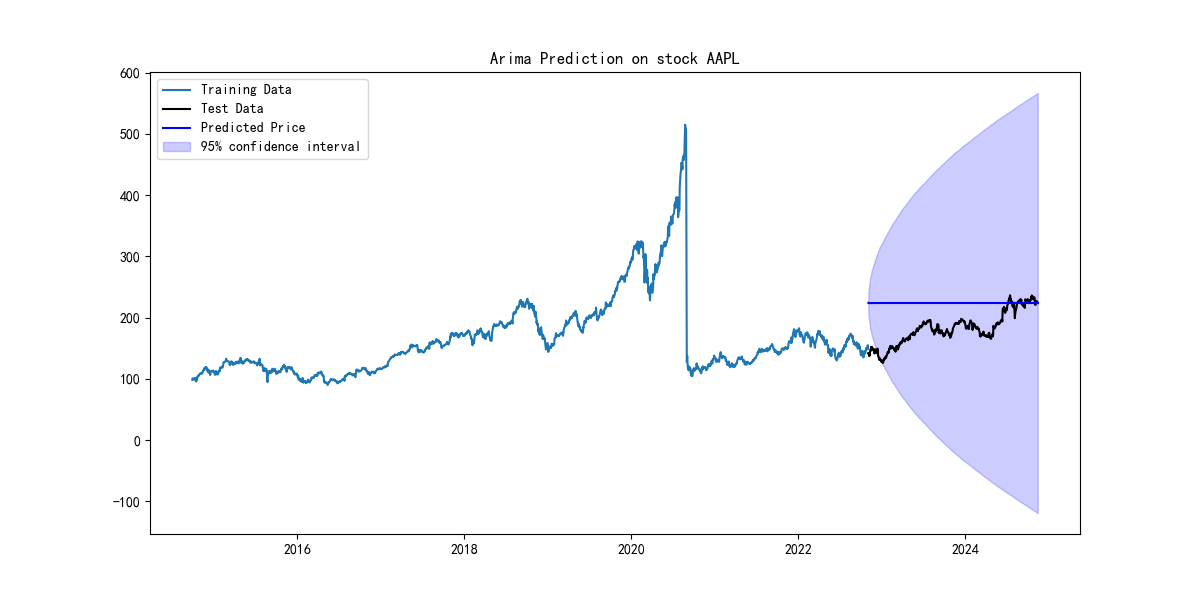 Arima Prediction on stock AAPL
600
500
400
300
200
100
0
−100
Training Data
Test Data
Predicted Price
95% confidence interval
2016
2018
2020
2022
2024